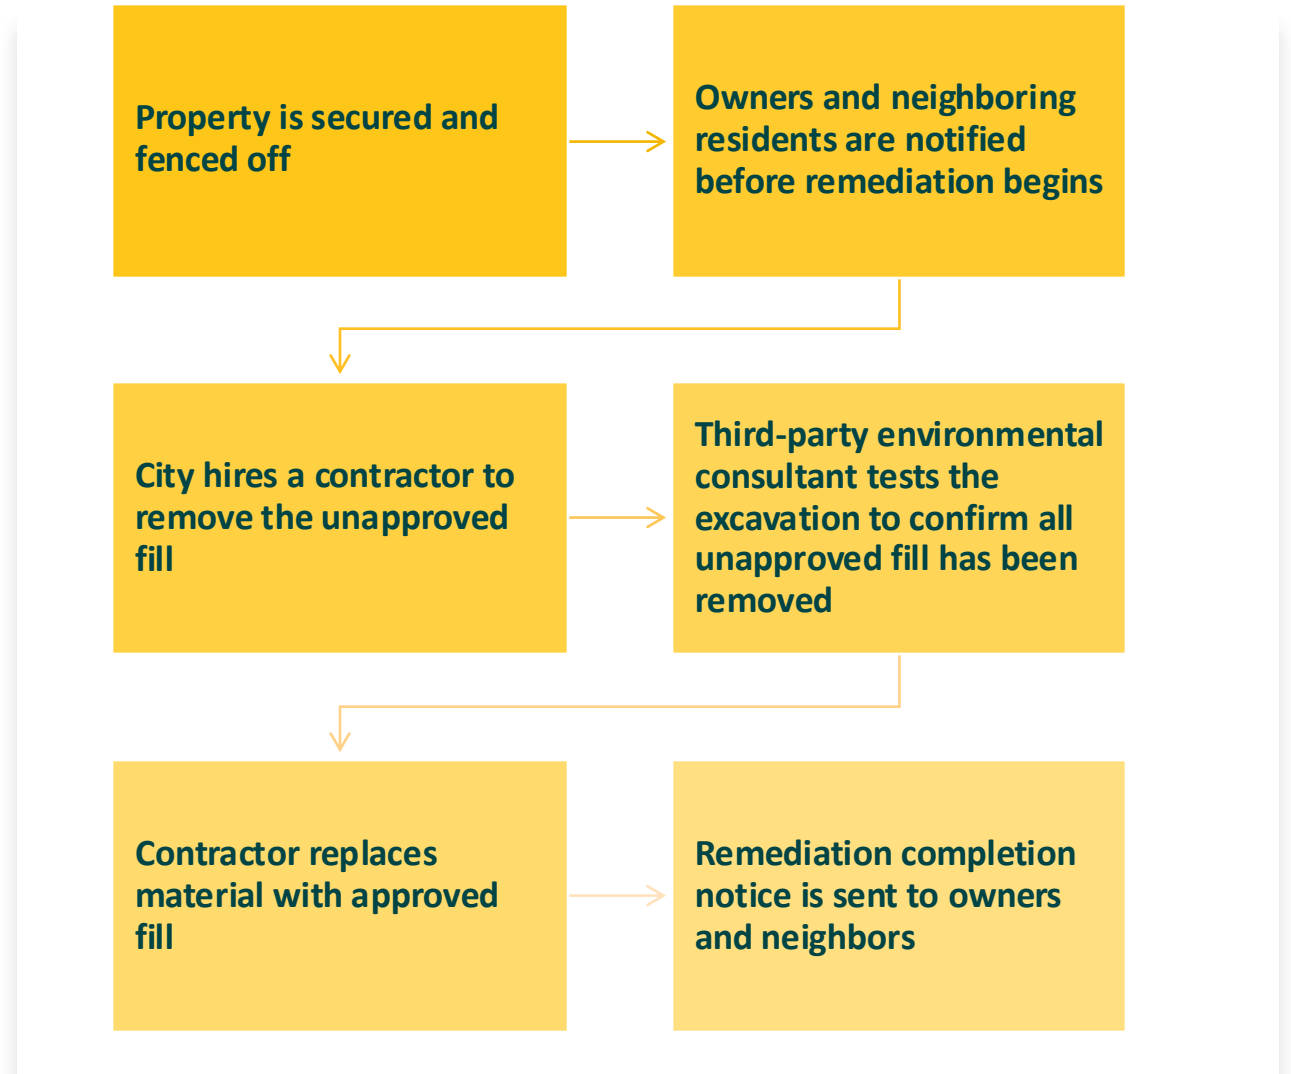 Property is secured and
fenced off
Owners and neighboring
residents are notified
before remediation begins
City hires a contractor to
remove the unapproved
fill
Third-party environmental
consultant tests the
excavation to confirm all
unapproved fill has been
removed
Contractor replaces
material with approved
fill
Remediation completion
notice is sent to owners
and neighbors